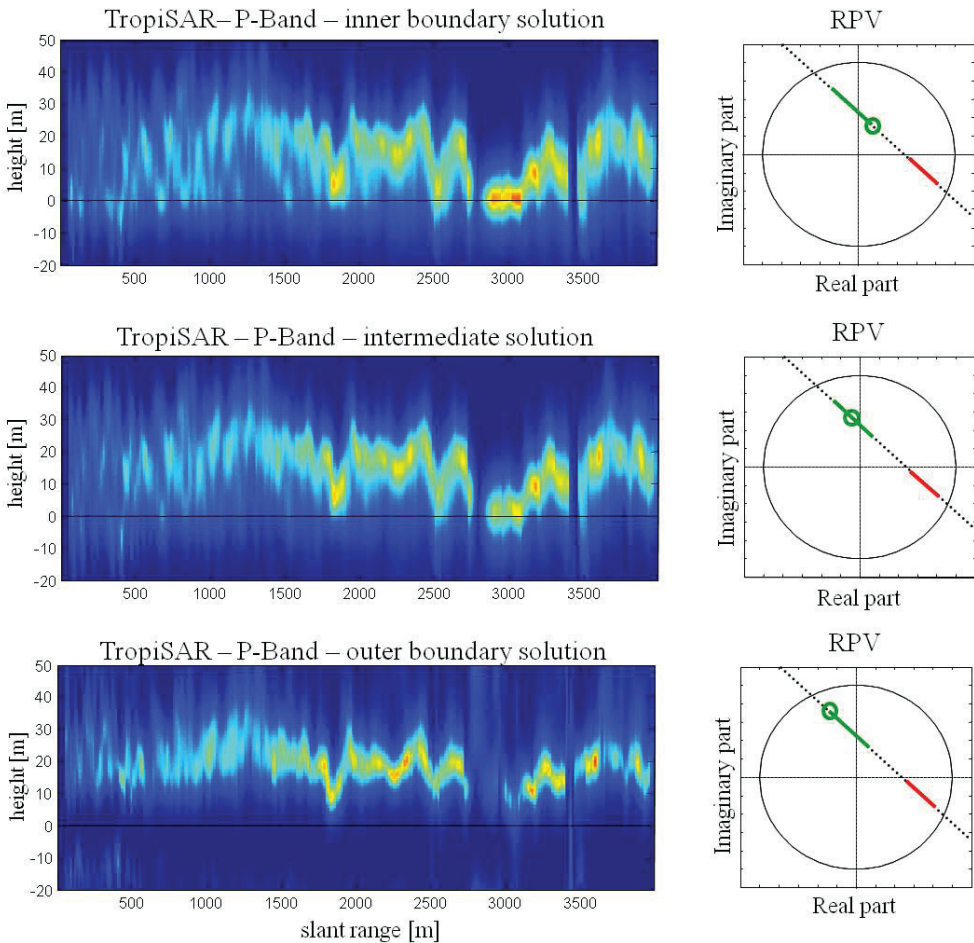 TropiSAR– P-Band – inner boundary solution
RPV
height [m]
50
40
30
20
10
0
-10
-20
500
1000
1500
2000
2500
3000
3500
Imaginary part
Real part
TropiSAR – P-Band – intermediate solution
RPV
height [m]
50
40
30
20
10
0
-10
-20
500
1000
1500
2000
2500
3000
3500
Imaginary part
Real part
TropiSAR – P-Band – outer boundary solution
RPV
height [m]
50
40
30
20
10
0
-10
-20
500
1000
1500
2000
2500
3000
3500
slant range [m]
Imaginary part
Real part